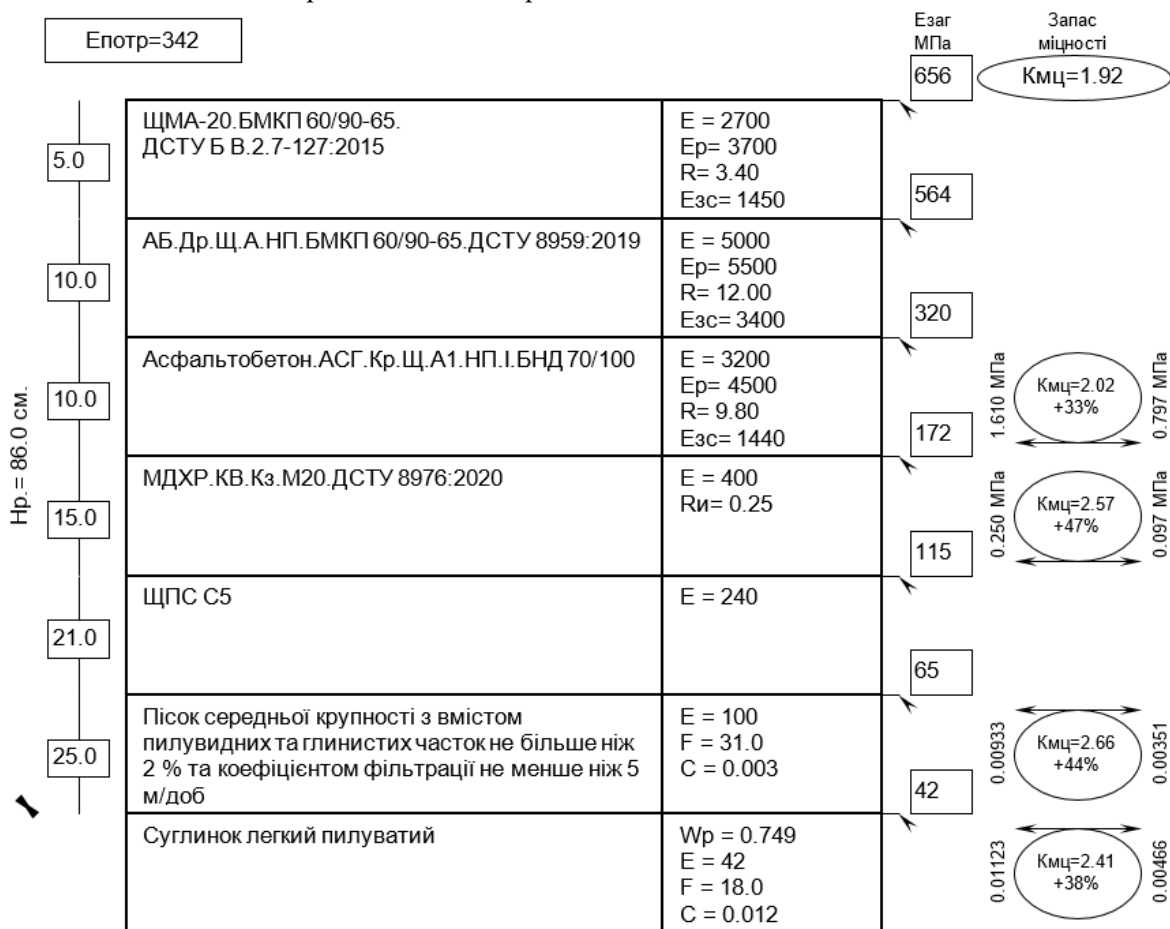 Епотр=342
Езаг
МПа
Запас
міцності
656
Кмц=1.92
5.0
ЩМА-20.БМКП 60/90-65.
ДСТУ Б В.2.7-127:2015
E = 2700
Ep= 3700
R= 3.40
Eзс= 1450
564
10.0
АБ.Др.Щ.А.НП.БМКП 60/90-65.ДСТУ 8959:2019
E = 5000
Ep= 5500
R= 12.00
Eзс= 3400
320
10.0
Асфальтобетон.АСГ.Кр.Щ.А1.НП.І.БНД 70/100
E = 3200
Ep= 4500
R= 9.80
Eзс= 1440
172
1.610 МПа
Кмц=2.02
+33%
0.797 МПа
Нр.= 86.0 см.
15.0
МДХР.КВ.Кз.М20.ДСТУ 8976:2020
E = 400
Rи= 0.25
115
0.250 МПа
Кмц=2.57
+47%
0.097 МПа
21.0
ЩПС С5
E = 240
65
25.0
Пісок середньої крупності з вмістом
пилувидних та глинистих часток не більше ніж
2 % та коефіцієнтом фільтрації не менше ніж 5
м/доб
E = 100
F = 31.0
C = 0.003
42
0.00933
Кмц=2.66
+44%
0.00351
Суглинок легкий пилуватий
Wp = 0.749
E = 42
F = 18.0
C = 0.012
0.01123
Кмц=2.41
+38%
0.00466